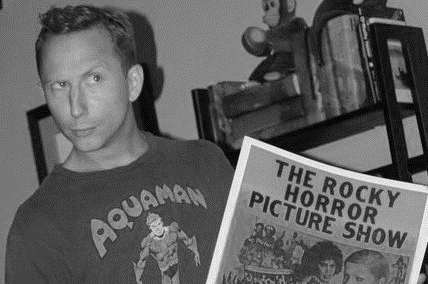 AQUAMAN
THE ROCKY
HORROR
PICTURE SHOW